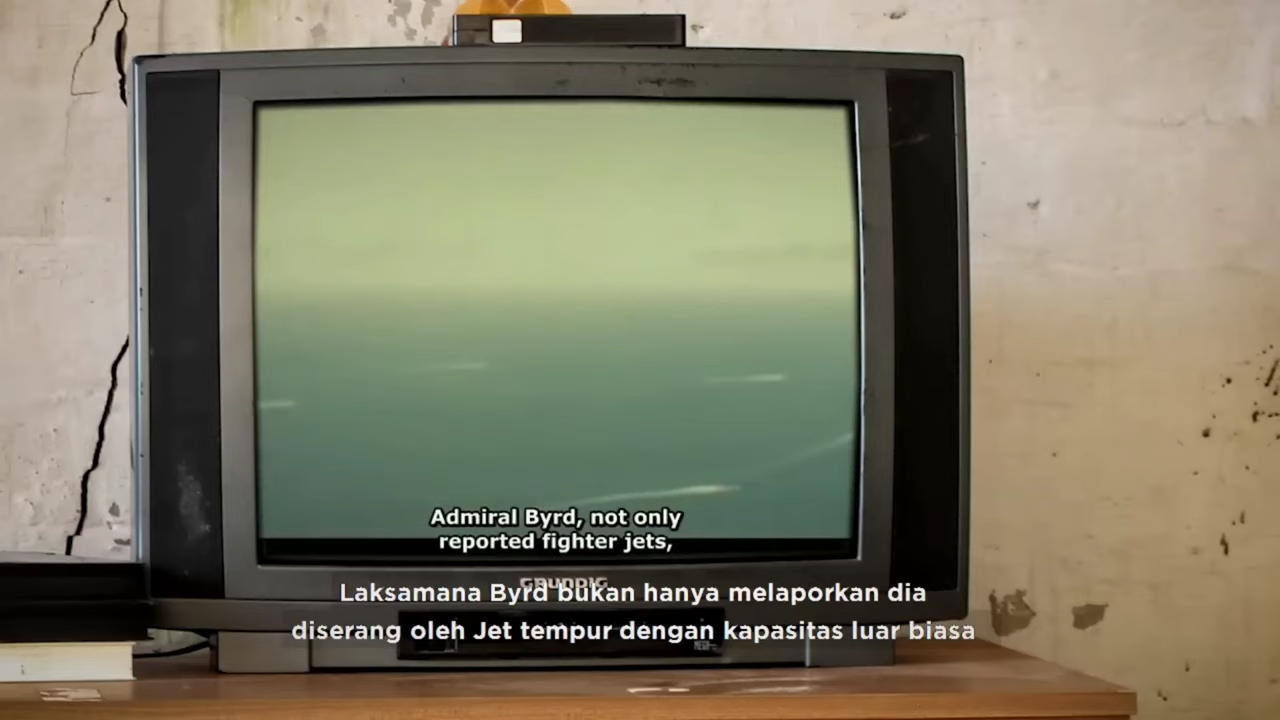 Admiral Byrd, not only
reported fighter jets,
GRUNDIG
Laksamana Byrd bukan hanya melaporkan dia
diserang oleh Jet tempur dengan kapasitas luar biasa